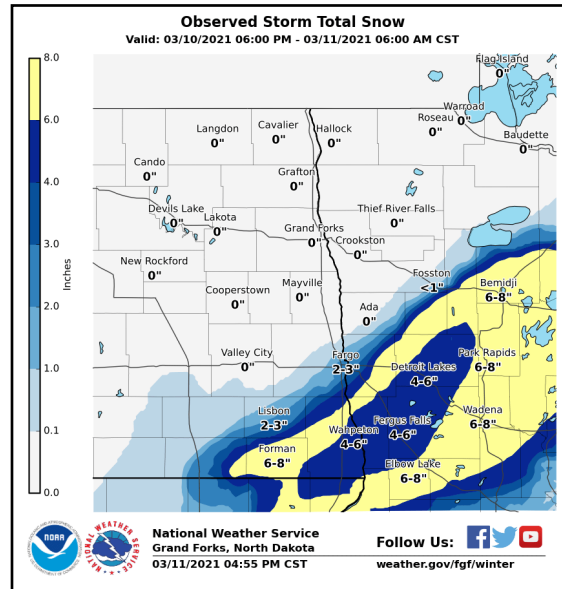 Observed Storm Total Snow
Valid: 03/10/2021 06:00 PM - 03/11/2021 06:00 AM CST
8.0
6.0
4.0
3.0
2.0
1.0
0.1
0.0
Inches
Flag Island
0"
Warroad
0"
Roseau
0"
Baudette
0"
Langdon
0"
Cavalier
0"
Hallock
0"
Cando
0"
Grafton
0"
Devils Lake
0"
Lakota
0"
Thief River Falls
0"
Grand Forks
0"
Crookston
0"
New Rockford
0"
Fosston
<1"
Bemidji
6-8"
Cooperstown
0"
Mayville
0"
Ada
0"
Valley City
0"
Fargo
2-3"
Detroit Lakes
4-6"
Park Rapids
6-8"
Lisbon
2-3"
Wahpeton
4-6"
Fergus Falls
4-6"
Wadena
6-8"
Forman
6-8"
Elbow Lake
6-8"
NOAA
NATIONAL WEATHER SERVICE
National Weather Service
Grand Forks, North Dakota
03/11/2021 04:55 PM CST
Follow Us:
weather.gov/fgf/winter